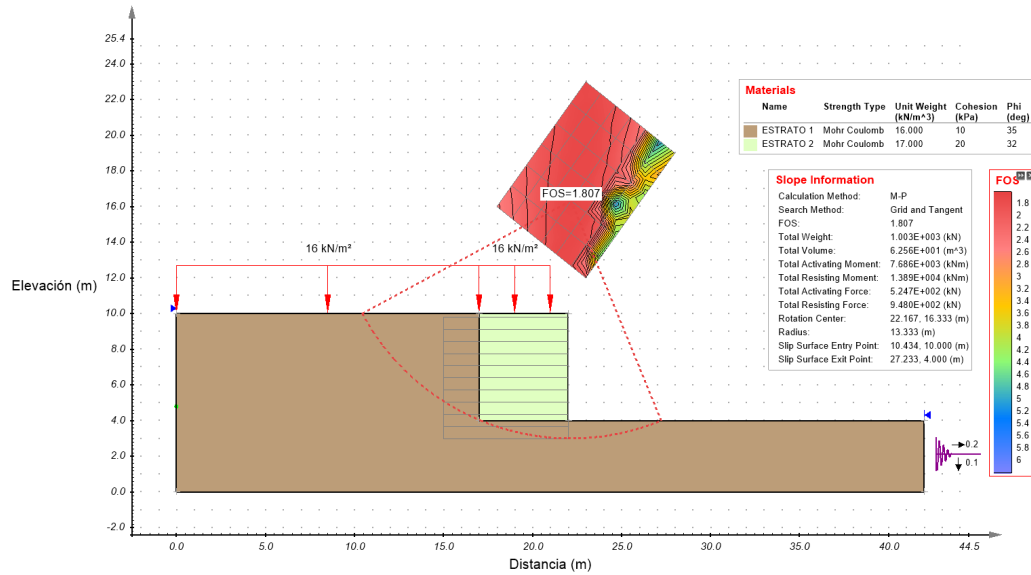 25.4
24.0
22.0
20.0
18.0
16.0
14.0
12.0
10.0
8.0
6.0
4.0
2.0
0.0
-2.0
Elevación (m)
0.0 5.0 10.0 15.0 20.0 25.0 30.0 35.0 40.0 44.5
Distancia (m)
16 kN/m² 16 kN/m²
FOS=1.807
0.2
0.1
Materials
Name Strength Type Unit Weight (kN/m^3) Cohesion (kPa) Phi (deg)
ESTRATO 1 Mohr Coulomb 16.000 10 35
ESTRATO 2 Mohr Coulomb 17.000 20 32
Slope Information
Calculation Method: M-P
Search Method: Grid and Tangent
FOS: 1.807
Total Weight: 1.003E+003 (kN)
Total Volume: 6.256E+001 (m^3)
Total Activating Moment: 7.686E+003 (kNm)
Total Resisting Moment: 1.389E+004 (kNm)
Total Activating Force: 5.247E+002 (kN)
Total Resisting Force: 9.480E+002 (kN)
Rotation Center: 22.167, 16.333 (m)
Radius: 13.333 (m)
Slip Surface Entry Point: 10.434, 10.000 (m)
Slip Surface Exit Point: 27.233, 4.000 (m)
FOS
1.8
2
2.2
2.4
2.6
2.8
3
3.2
3.4
3.6
3.8
4
4.2
4.4
4.6
4.8
5
5.2
5.4
5.6
5.8
6